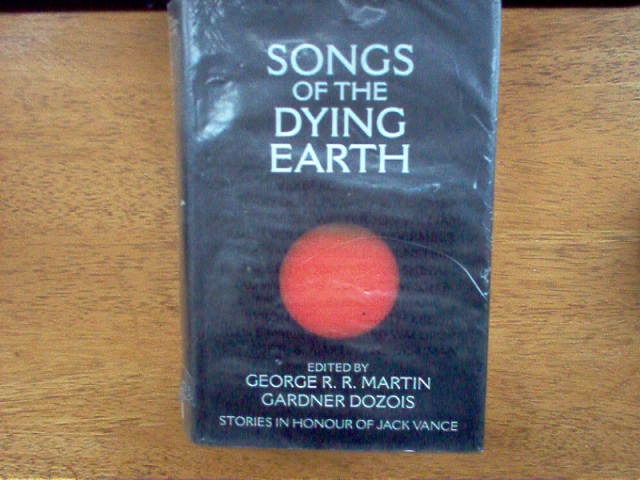 SONGS
OF THE
DYING
EARTH
EDITED BY
GEORGE R. R. MARTIN
GARDNER DOZOIS
STORIES IN HONOUR OF JACK VANCE